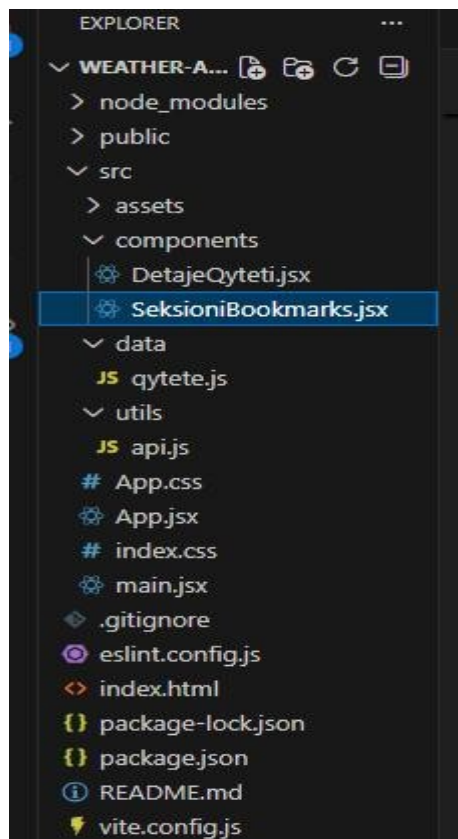 EXPLORER ...
WEATHER-A...
node_modules
public
src
assets
components
DetajeQyteti.jsx
SeksioniBookmarks.jsx
data
JS qytete.js
utils
JS api.js
# App.css
App.jsx
# index.css
main.jsx
.gitignore
eslint.config.js
<> index.html
{} package-lock.json
{} package.json
README.md
vite.config.js